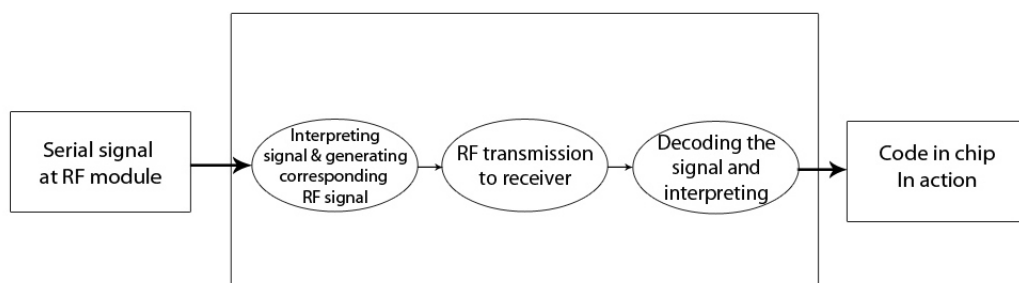 Serial signal
at RF module
Interpreting
signal & generating
corresponding
RF signal
RF transmission
to receiver
Decoding the
signal and
interpreting
Code in chip
In action